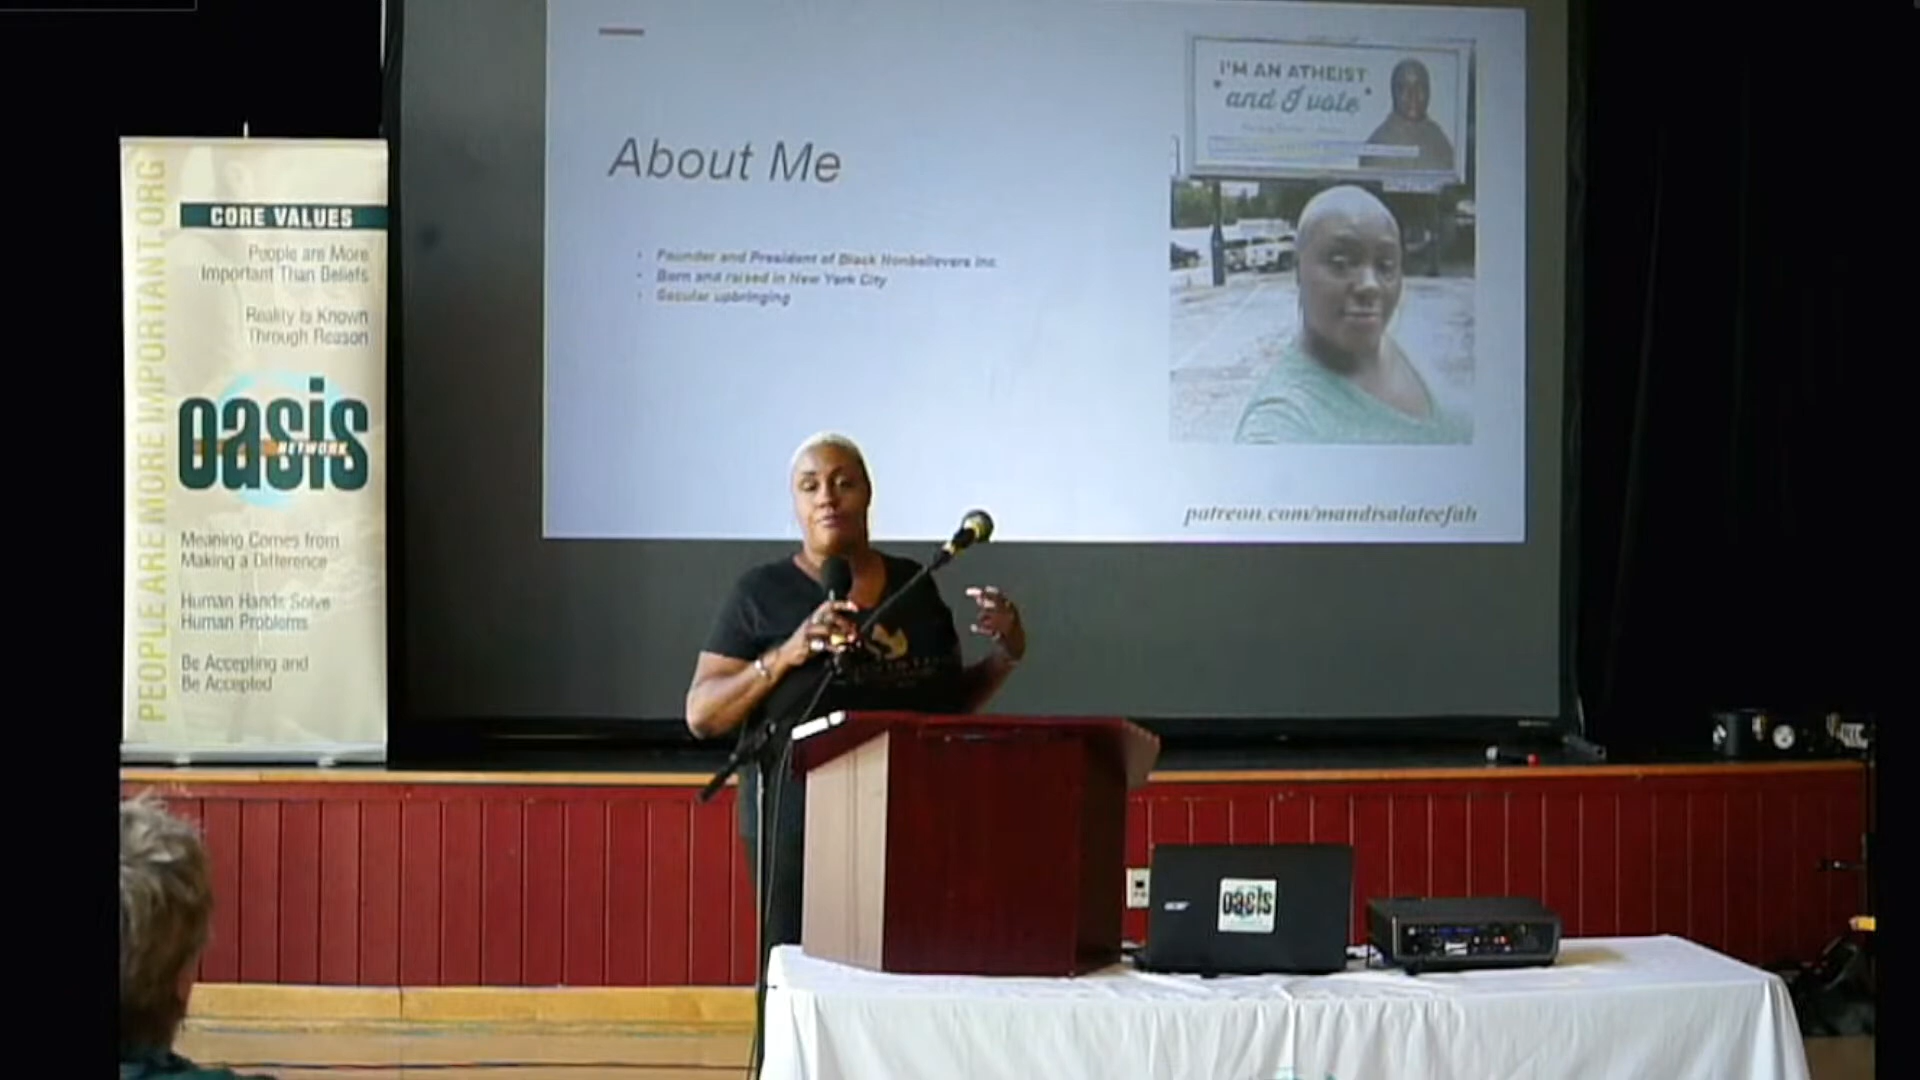 I'M AN ATHEIST
"and I vote"
About Me
Founder and President of Black Nonbelievers Inc
Born and raised in New York City
Secular upbringing
patreon.com/mandisalateefah
PEOPLE ARE MORE IMPORTANT.ORG
CORE VALUES
People are More
Important Than Beliefs
Reality is Known
Through Reason
oasis
NETWORK
Meaning Comes from
Making a Difference
Human Hands Solve
Human Problems
Be Accepting and
Be Accepted
acer
oasis